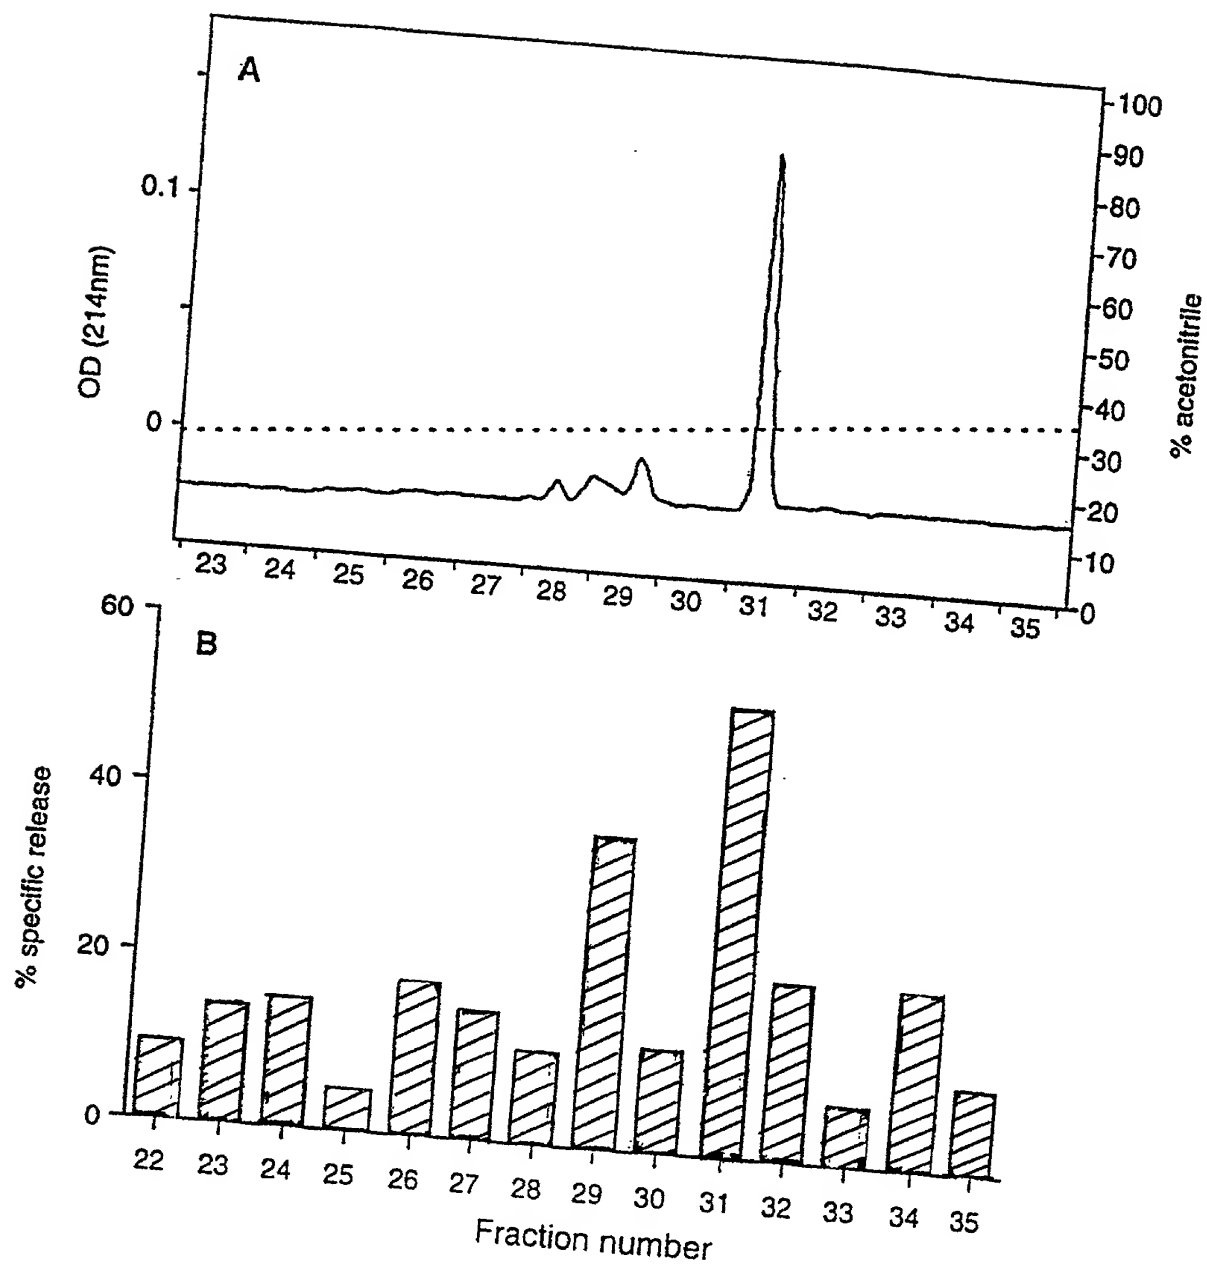 A
0.1
0
OD (214nm)
100
90
80
70
60
50
40
30
20
10
0
% acetonitrile
23 24 25 26 27 28 29 30 31 32 33 34 35
B
60
40
20
0
% specific release
22 23 24 25 26 27 28 29 30 31 32 33 34 35
Fraction number